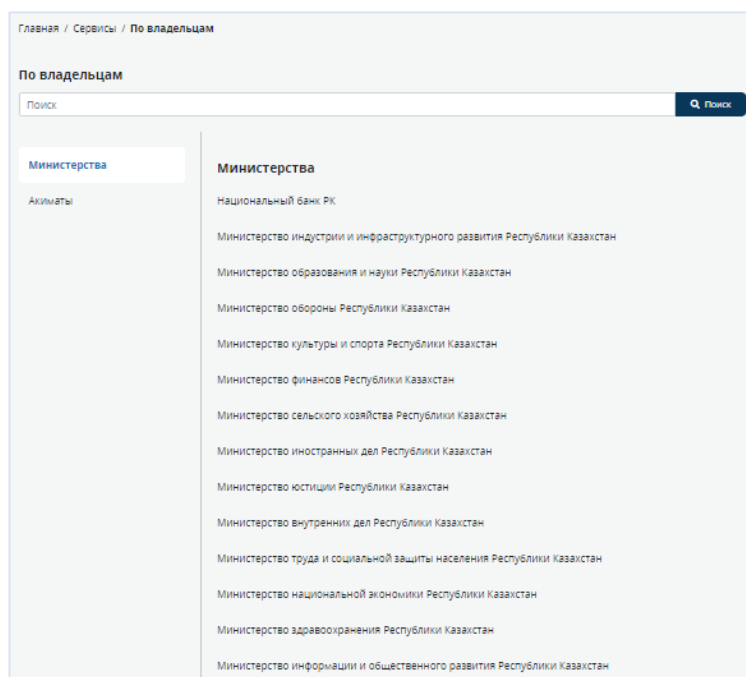 Главная / Сервисы / По владельцам
По владельцам
Поиск
Поиск
Министерства
Акиматы
Министерства
Национальный банк РК
Министерство индустрии и инфраструктурного развития Республики Казахстан
Министерство образования и науки Республики Казахстан
Министерство обороны Республики Казахстан
Министерство культуры и спорта Республики Казахстан
Министерство финансов Республики Казахстан
Министерство сельского хозяйства Республики Казахстан
Министерство иностранных дел Республики Казахстан
Министерство юстиции Республики Казахстан
Министерство внутренних дел Республики Казахстан
Министерство труда и социальной защиты населения Республики Казахстан
Министерство национальной экономики Республики Казахстан
Министерство здравоохранения Республики Казахстан
Министерство информации и общественного развития Республики Казахстан